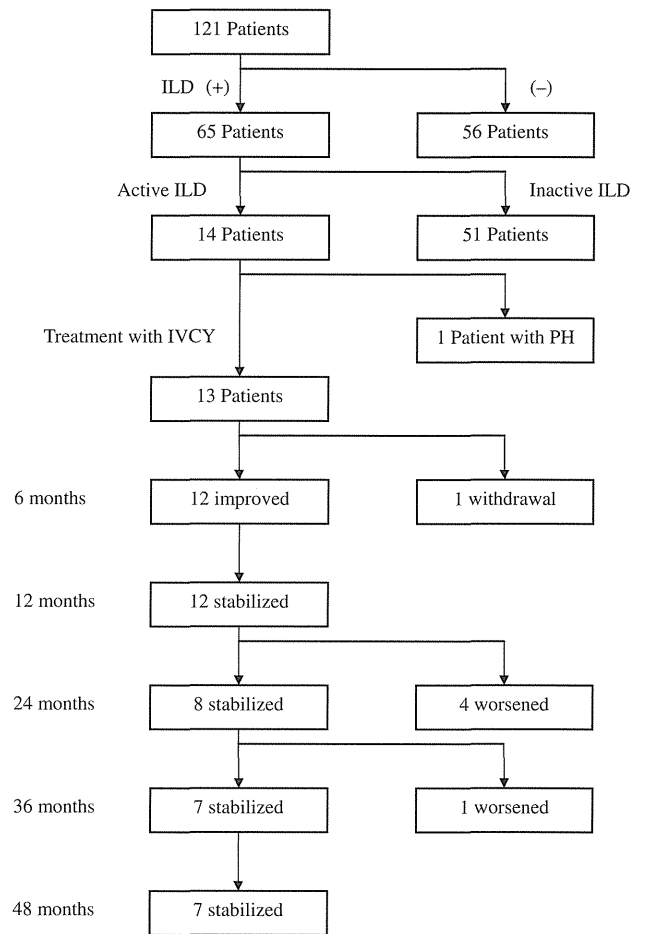 121 Patients
ILD (+)
(–)
65 Patients
56 Patients
Active ILD
Inactive ILD
14 Patients
51 Patients
Treatment with IVCY
1 Patient with PH
13 Patients
6 months
12 improved
1 withdrawal
12 months
12 stabilized
24 months
8 stabilized
4 worsened
36 months
7 stabilized
1 worsened
48 months
7 stabilized